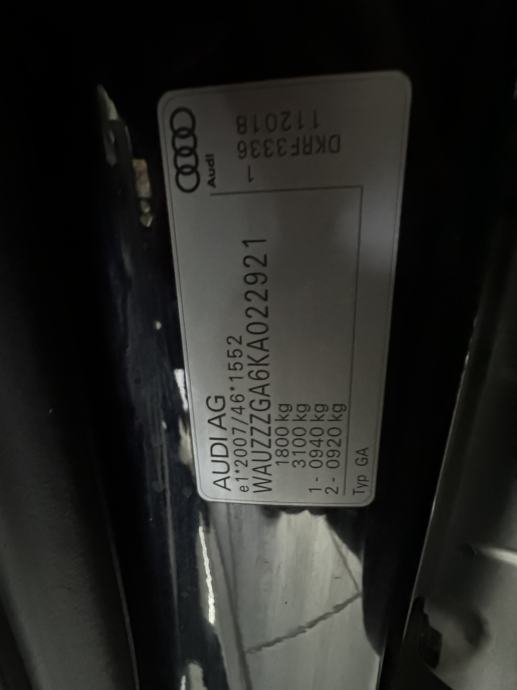 AUDI AG
e1*2007/46*1552
WAUZZZGA6KA022921
1800 kg
3100 kg
1- 0940 kg
2- 0920 kg
Typ GA
Audi
1
DKRF3336
112018